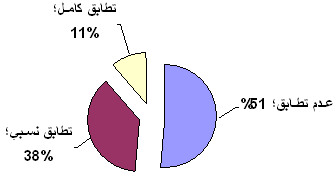 تطابق كامل؛
11%
عدم تطابق؛ 51%
تطابق نسبي؛
38%